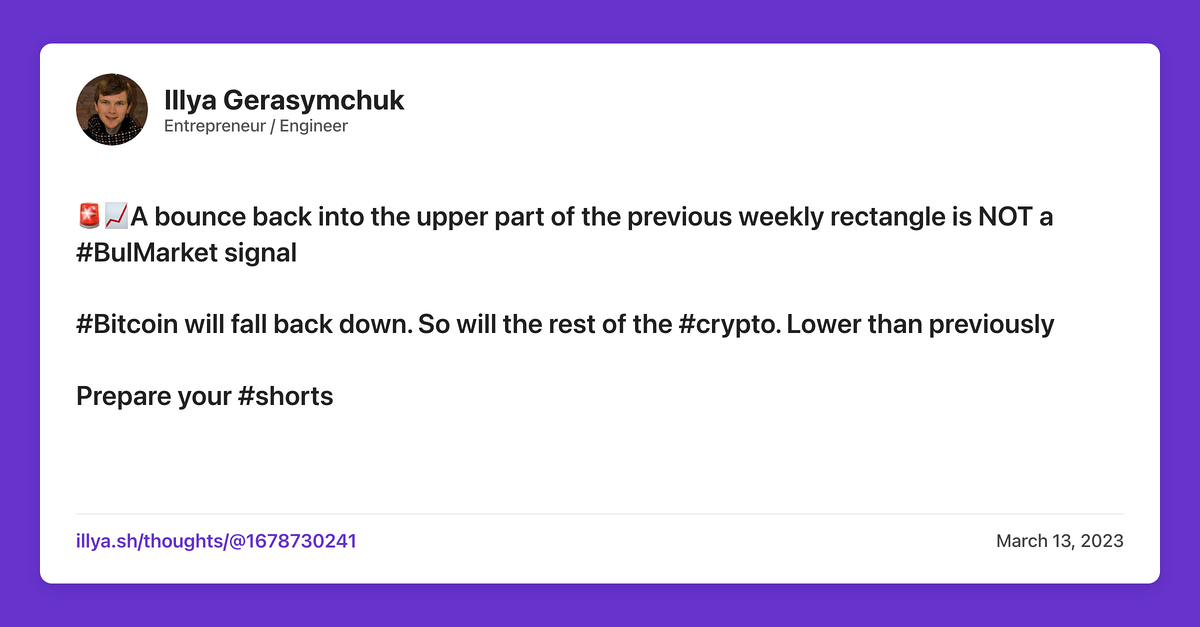 Illya Gerasymchuk
Entrepreneur / Engineer
🚨📈A bounce back into the upper part of the previous weekly rectangle is NOT a
#BulMarket signal
#Bitcoin will fall back down. So will the rest of the #crypto. Lower than previously
Prepare your #shorts
illya.sh/thoughts/@1678730241
March 13, 2023